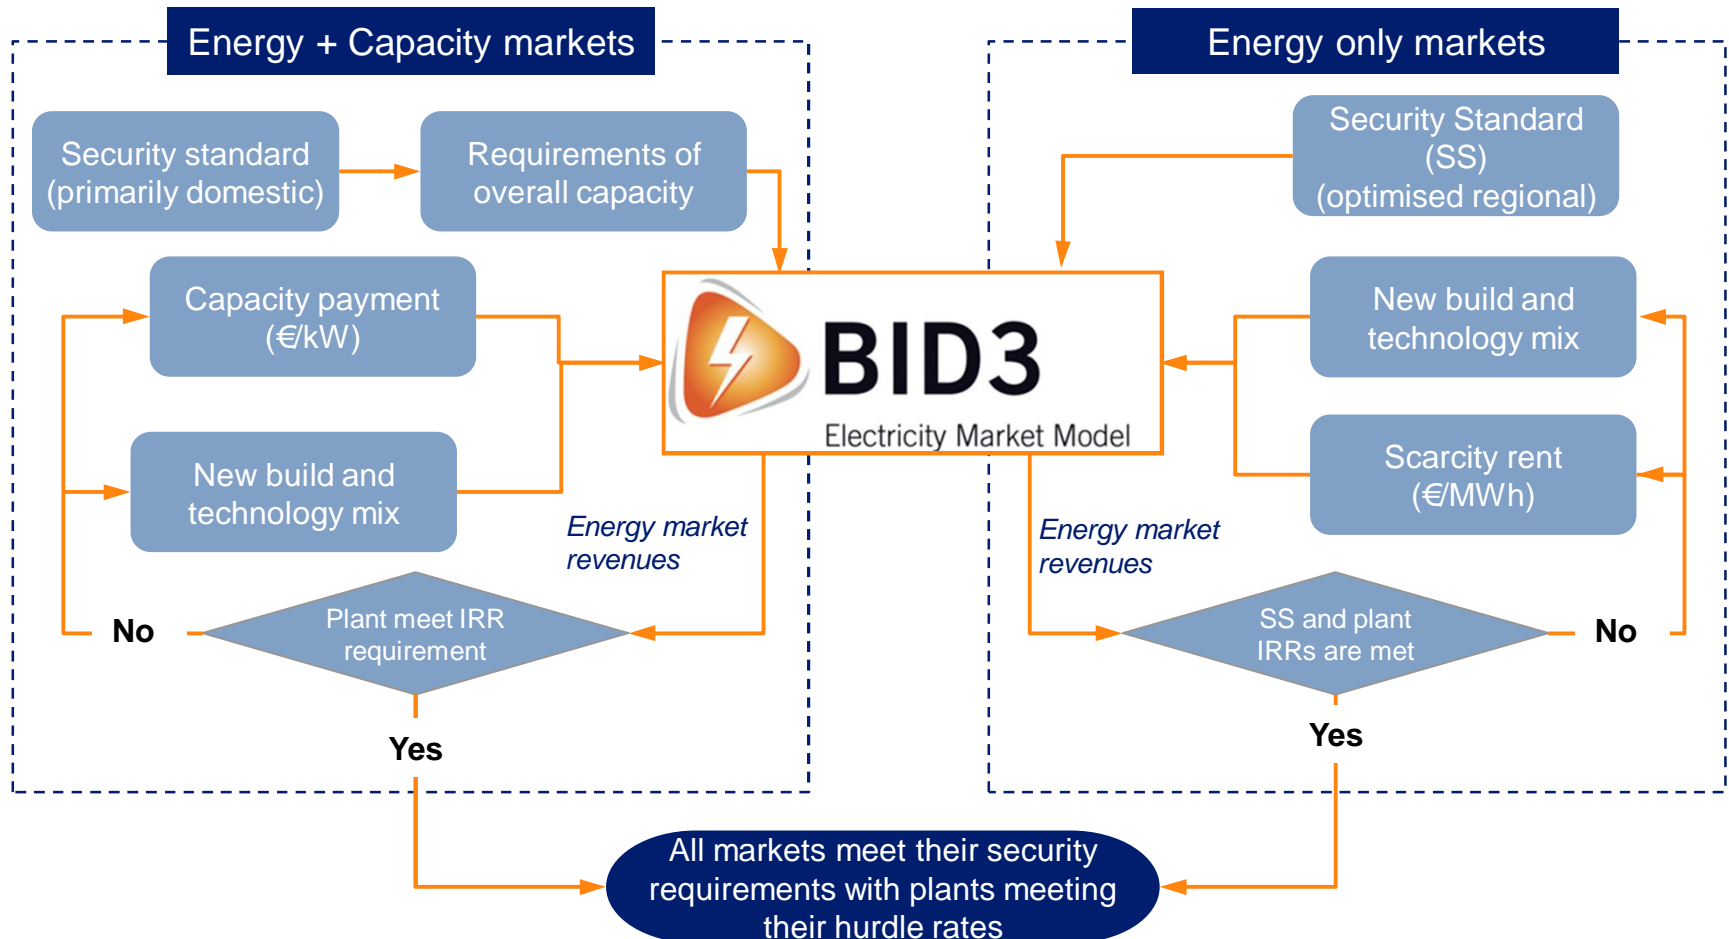 Energy + Capacity markets
Energy only markets
Security standard
(primarily domestic)
Requirements of
overall capacity
Security Standard
(SS)
(optimised regional)
Capacity payment
(€/kW)
New build and
technology mix
BID3
Electricity Market Model
New build and
technology mix
Scarcity rent
(€/MWh)
Energy market
revenues
Energy market
revenues
No
Plant meet IRR
requirement
SS and plant
IRRs are met
No
Yes
Yes
All markets meet their security
requirements with plants meeting
their hurdle rates